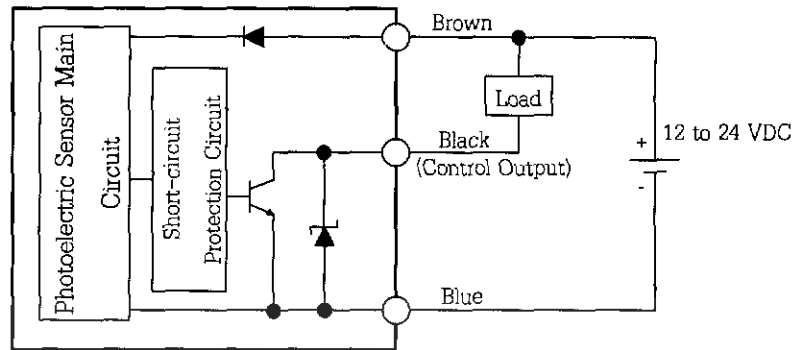 Photoelectric Sensor Main
Circuit
Short-circuit
Protection Circuit
Brown
Load
Black
(Control Output)
12 to 24 VDC
+
-
Blue